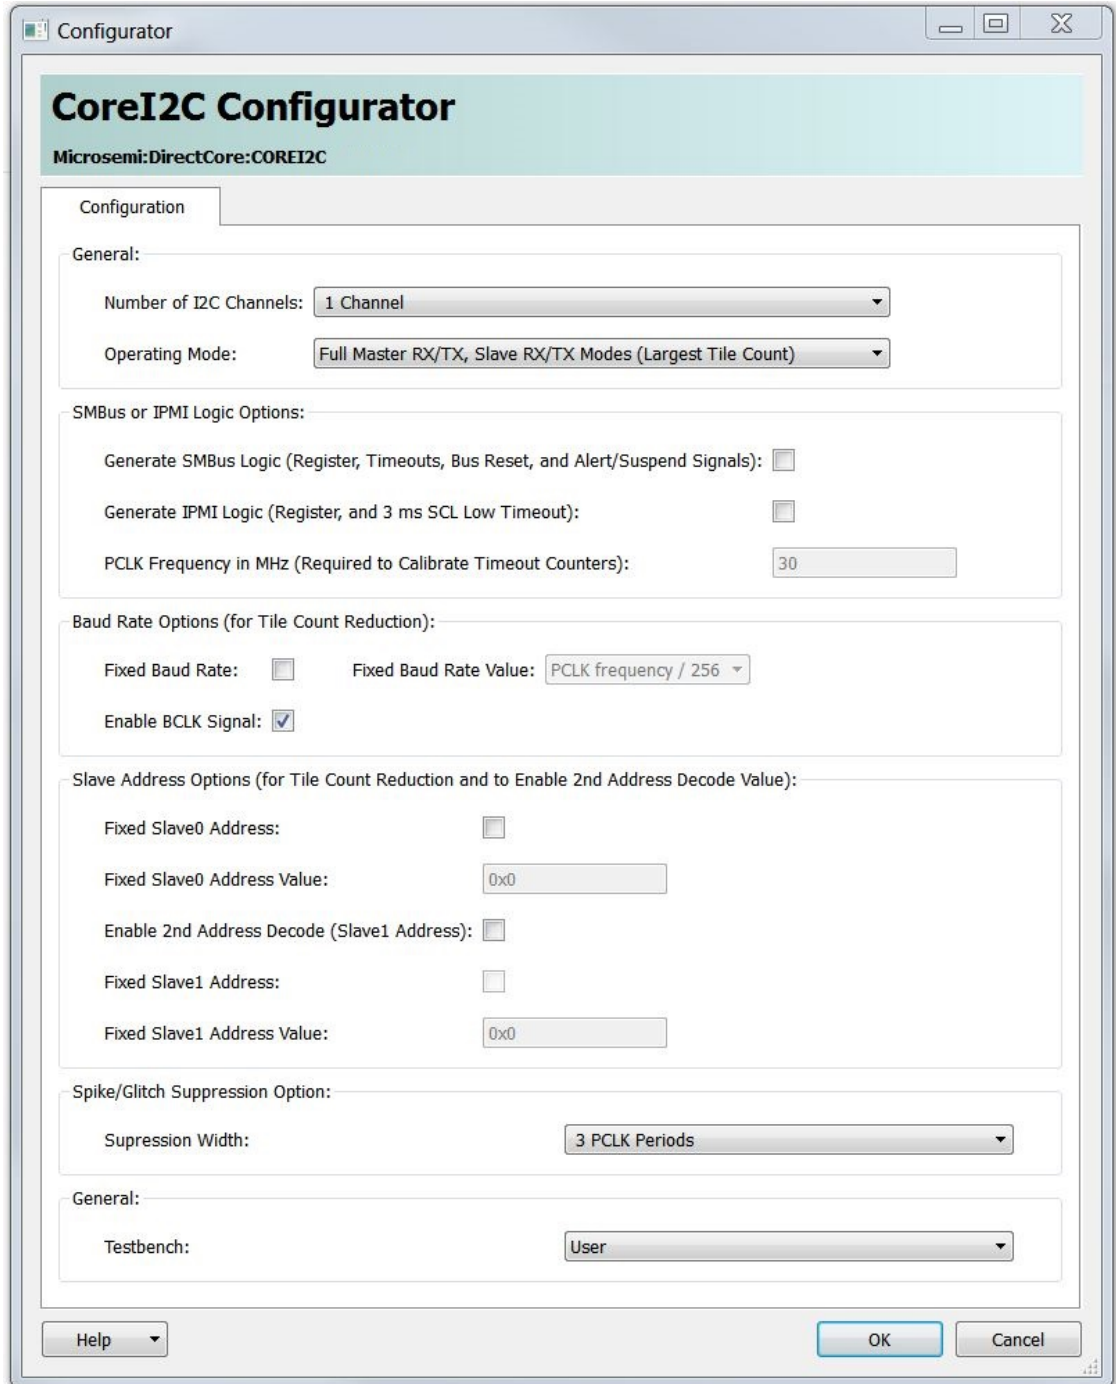 Configurator
CoreI2C Configurator
Microsemi:DirectCore:COREI2C
Configuration
General:
Number of I2C Channels: 1 Channel
Operating Mode: Full Master RX/TX, Slave RX/TX Modes (Largest Tile Count)
SMBus or IPMI Logic Options:
Generate SMBus Logic (Register, Timeouts, Bus Reset, and Alert/Suspend Signals):
Generate IPMI Logic (Register, and 3 ms SCL Low Timeout):
PCLK Frequency in MHz (Required to Calibrate Timeout Counters): 30
Baud Rate Options (for Tile Count Reduction):
Fixed Baud Rate: Fixed Baud Rate Value: PCLK frequency / 256
Enable BCLK Signal:
Slave Address Options (for Tile Count Reduction and to Enable 2nd Address Decode Value):
Fixed Slave0 Address:
Fixed Slave0 Address Value: 0x0
Enable 2nd Address Decode (Slave1 Address):
Fixed Slave1 Address:
Fixed Slave1 Address Value: 0x0
Spike/Glitch Suppression Option:
Supression Width: 3 PCLK Periods
General:
Testbench: User
Help OK Cancel